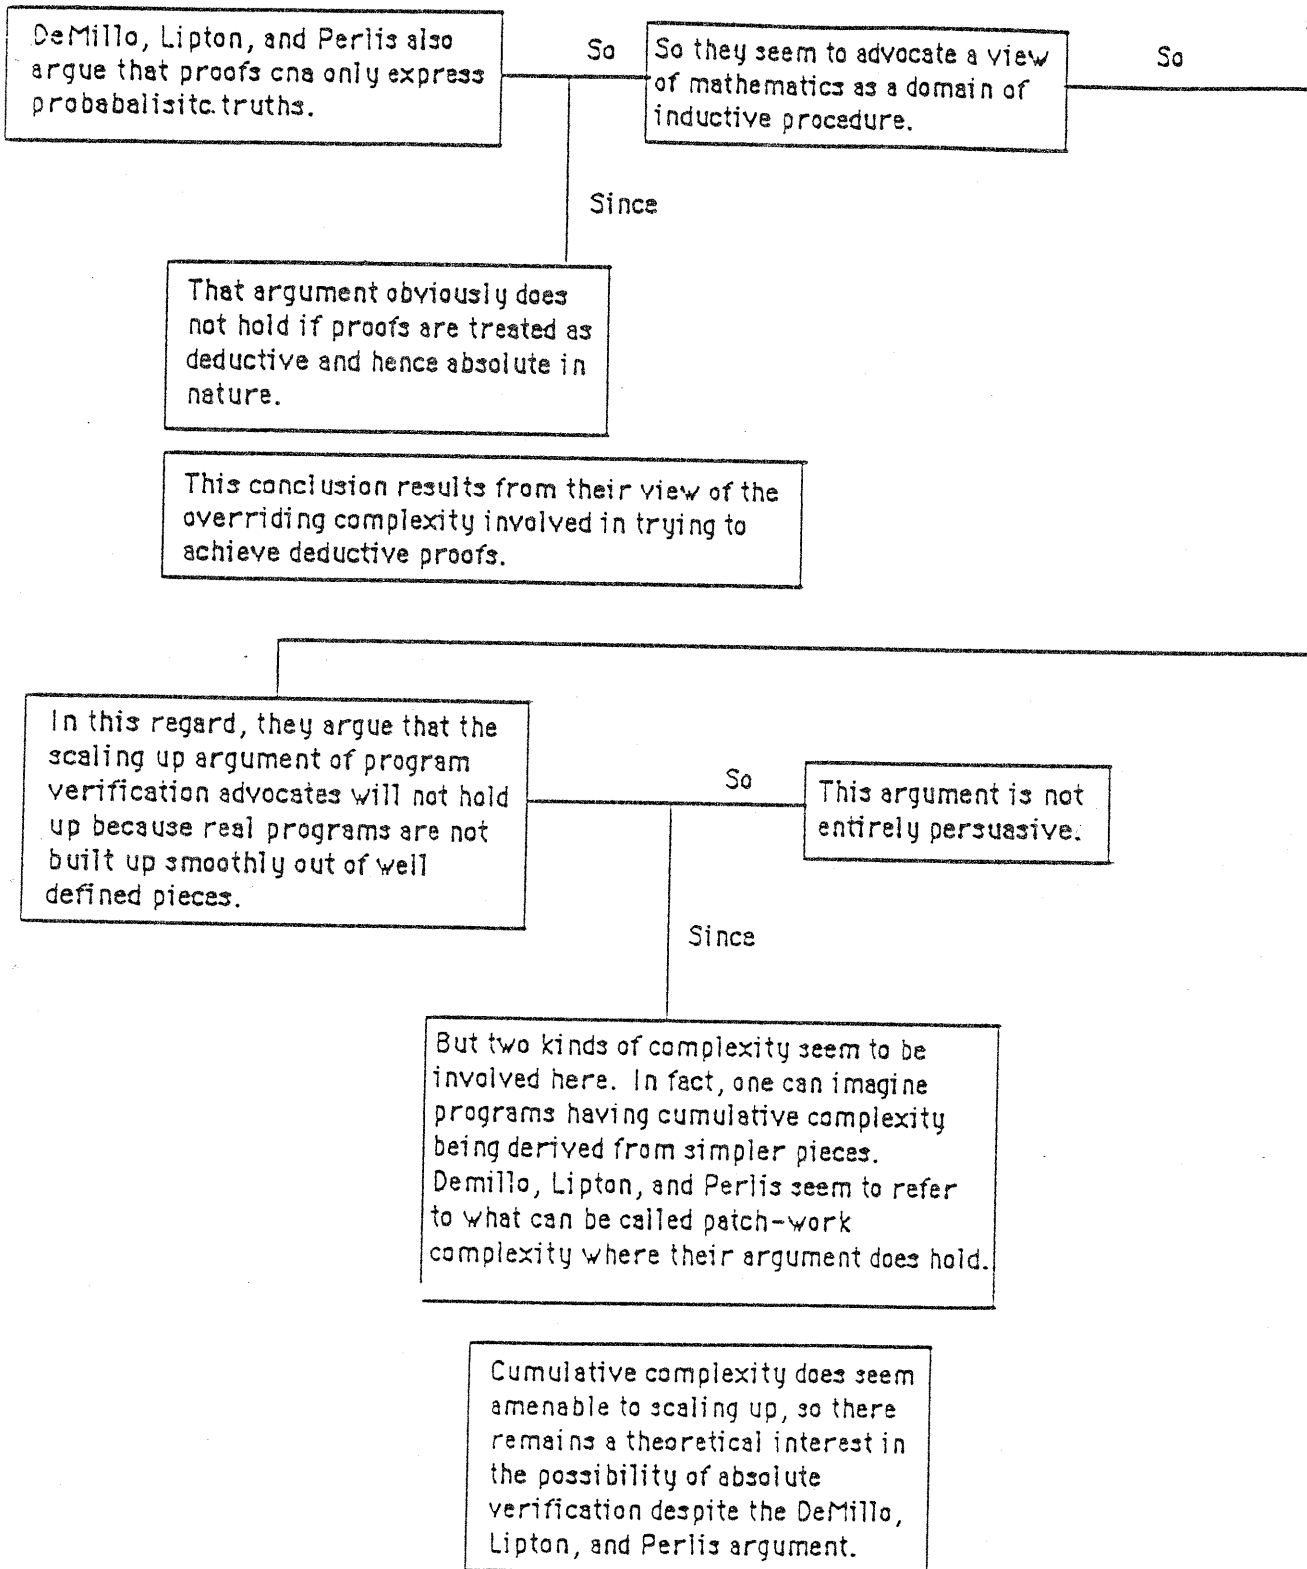 DeMillo, Lipton, and Perlis also
argue that proofs cna only express
probabalisitc.truths.
So
So they seem to advocate a view
of mathematics as a domain of
inductive procedure.
So
Since
That argument obviously does
not hold if proofs are treated as
deductive and hence absolute in
nature.
This conclusion results from their view of the
overriding complexity involved in trying to
achieve deductive proofs.
In this regard, they argue that the
scaling up argument of program
verification advocates will not hold
up because real programs are not
built up smoothly out of well
defined pieces.
So
This argument is not
entirely persuasive.
Since
But two kinds of complexity seem to be
involved here. In fact, one can imagine
programs having cumulative complexity
being derived from simpler pieces.
Demillo, Lipton, and Perlis seem to refer
to what can be called patch-work
complexity where their argument does hold.
Cumulative complexity does seem
amenable to scaling up, so there
remains a theoretical interest in
the possibility of absolute
verification despite the DeMillo,
Lipton, and Perlis argument.